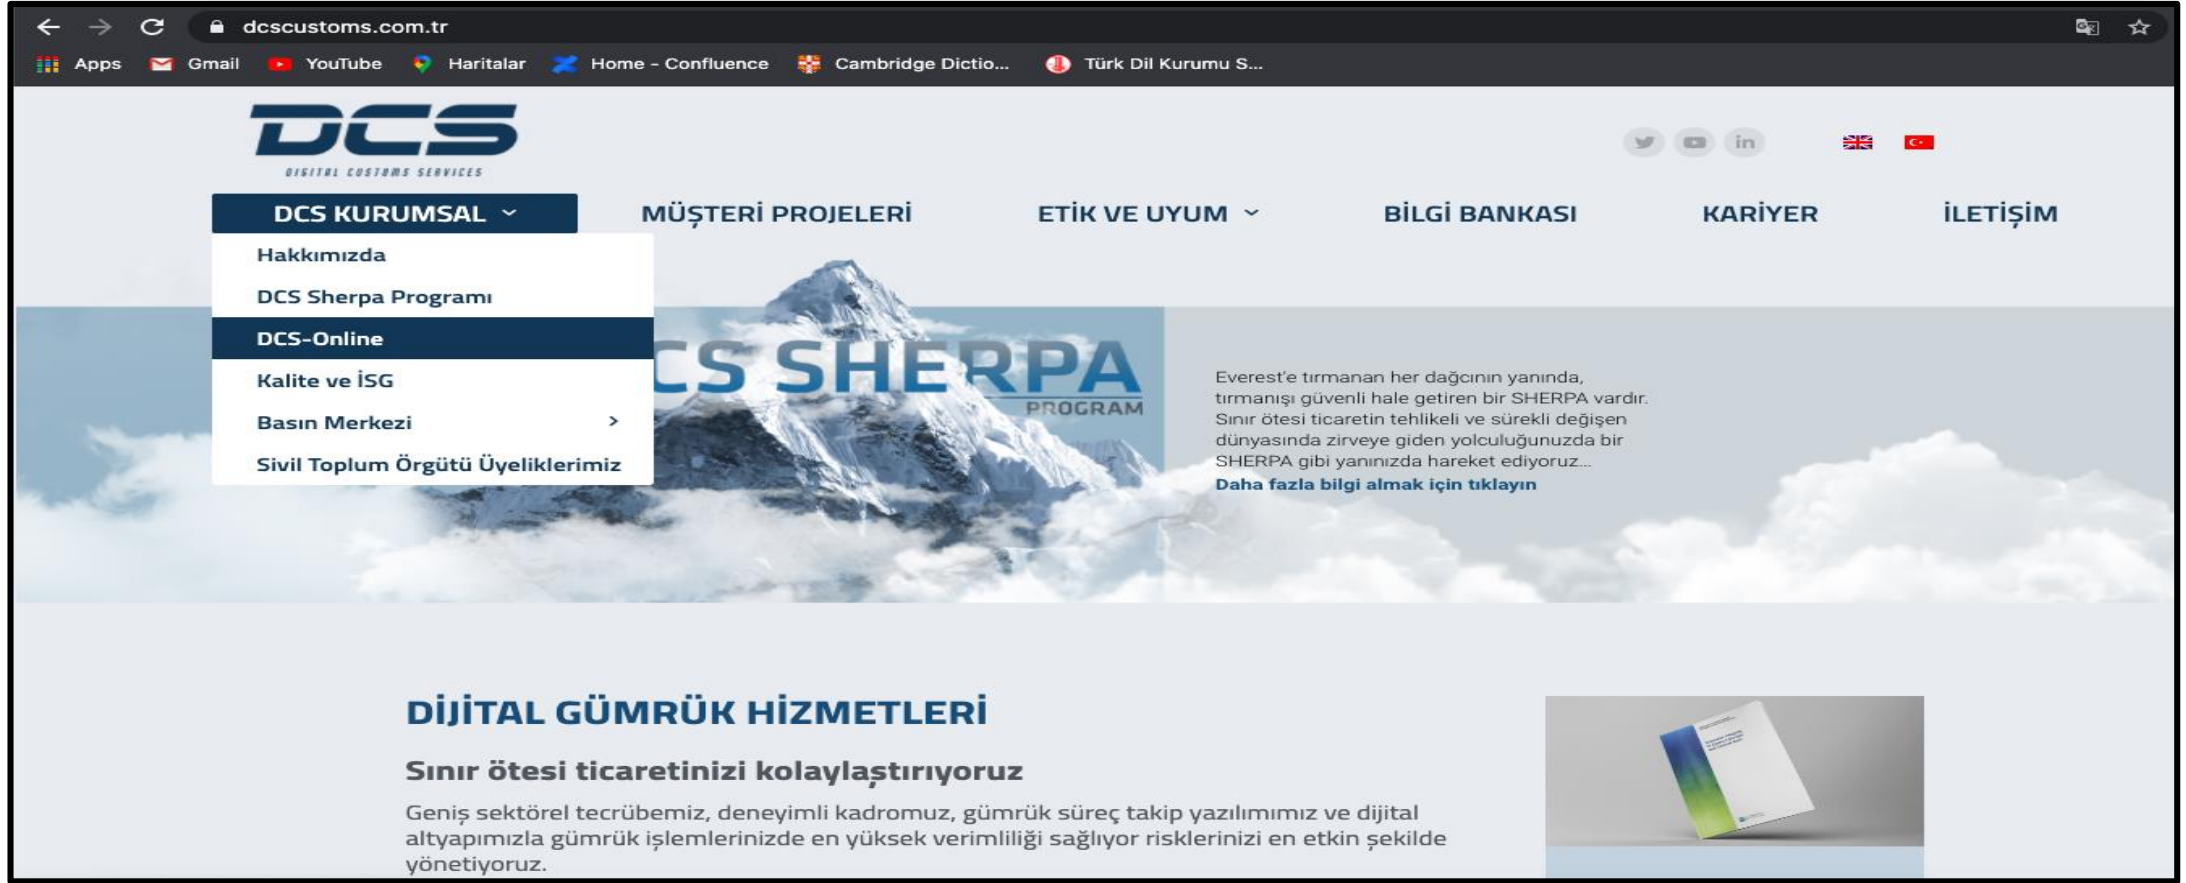 dcscustoms.com.tr
Apps Gmail YouTube Haritalar Home - Confluence Cambridge Dictio... Türk Dil Kurumu S...
DCS
DIGITAL CUSTOMS SERVICES
in
DCS KURUMSAL MÜŞTERİ PROJELERİ ETİK VE UYUM BİLGİ BANKASI KARİYER İLETİŞİM
Hakkımızda
DCS Sherpa Programı
DCS-Online
Kalite ve İSG
Basın Merkezi
Sivil Toplum Örgütü Üyeliklerimiz
CS SHERPA
PROGRAM
Everest'e tırmanan her dağcının yanında,
tırmanışı güvenli hale getiren bir SHERPA vardır.
Sınır ötesi ticaretin tehlikeli ve sürekli değişen
dünyasında zirveye giden yolculuğunuzda bir
SHERPA gibi yanınızda hareket ediyoruz...
Daha fazla bilgi almak için tıklayın
DİJİTAL GÜMRÜK HİZMETLERİ
Sınır ötesi ticaretinizi kolaylaştırıyoruz
Geniş sektörel tecrübemiz, deneyimli kadromuz, gümrük süreç takip yazılımımız ve dijital
altyapımızla gümrük işlemlerinizde en yüksek verimliliği sağlıyor risklerinizi en etkin şekilde
yönetiyoruz.